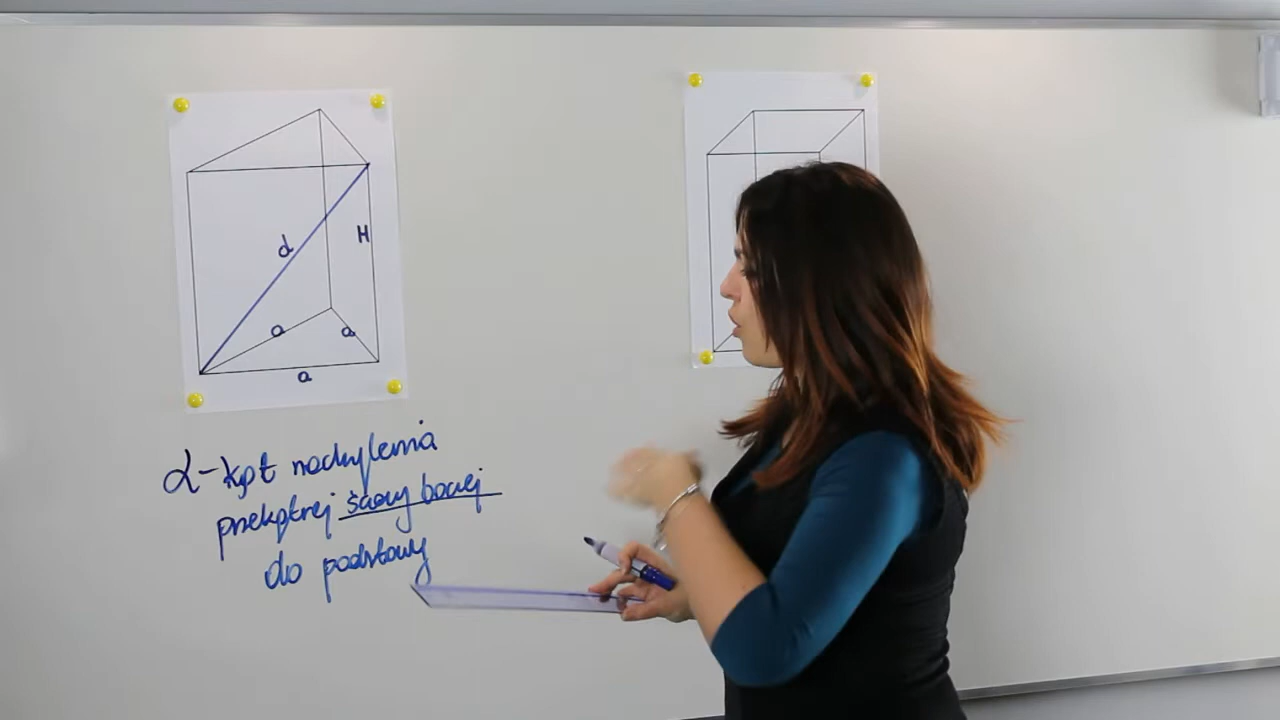 d
H
a
a
a
α-kąt nachylenia
przekątnej ściany bocznej
do podstawy